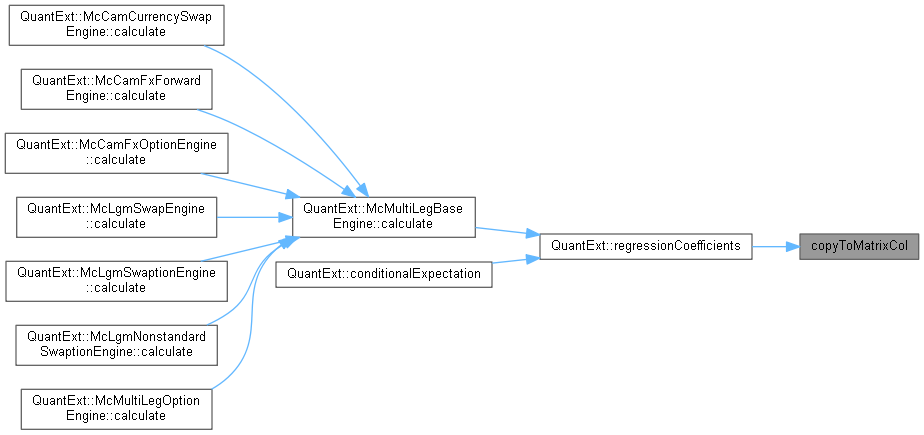 QuantExt::McCamCurrencySwap
Engine::calculate
QuantExt::McCamFxForward
Engine::calculate
QuantExt::McCamFxOptionEngine
::calculate
QuantExt::McLgmSwapEngine
::calculate
QuantExt::McLgmSwaptionEngine
::calculate
QuantExt::McLgmNonstandard
SwaptionEngine::calculate
QuantExt::McMultiLegOption
Engine::calculate
QuantExt::McMultiLegBase
Engine::calculate
QuantExt::conditionalExpectation
QuantExt::regressionCoefficients
copyToMatrixCol